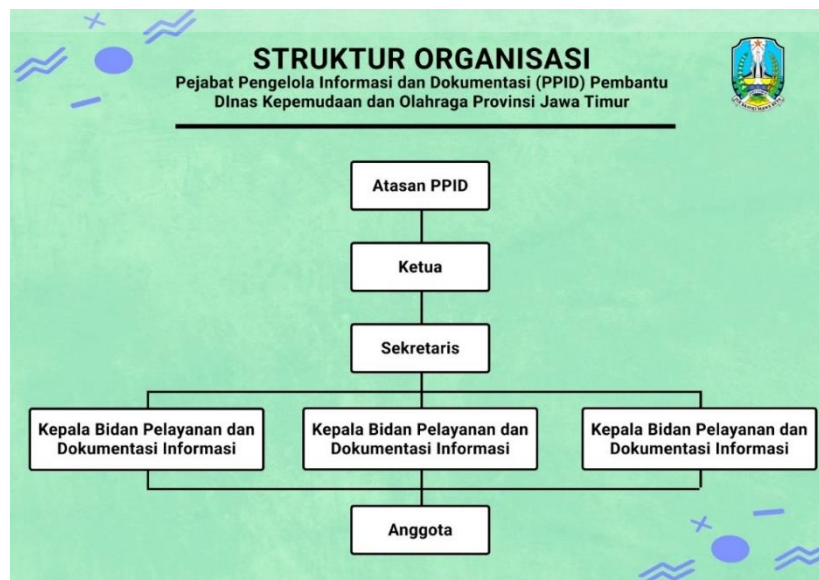 STRUKTUR ORGANISASI
Pejabat Pengelola Informasi dan Dokumentasi (PPID) Pembantu
DInas Kepemudaan dan Olahraga Provinsi Jawa Timur
Atasan PPID
Ketua
Sekretaris
Kepala Bidan Pelayanan dan
Dokumentasi Informasi
Kepala Bidan Pelayanan dan
Dokumentasi Informasi
Kepala Bidan Pelayanan dan
Dokumentasi Informasi
Anggota